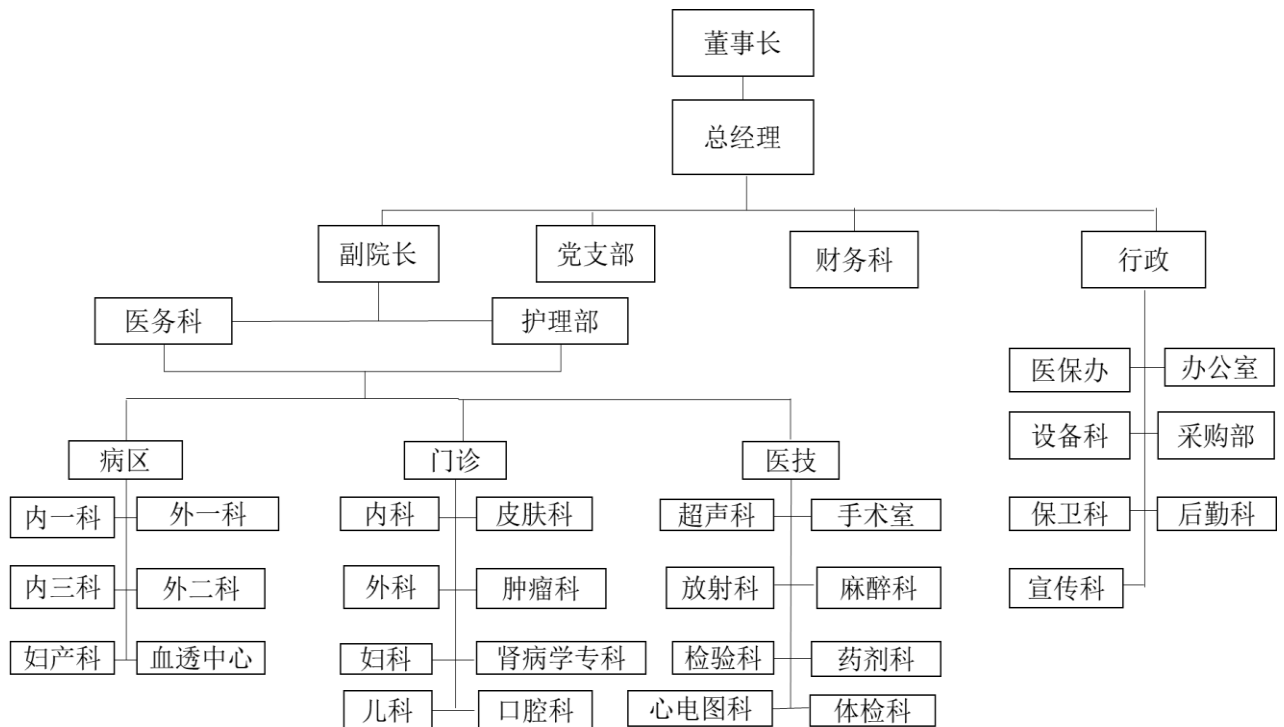 董事长
总经理
副院长
党支部
财务科
行政
医务科
护理部
医保办
办公室
设备科
采购部
保卫科
后勤科
宣传科
病区
门诊
医技
内一科
外一科
内三科
外二科
妇产科
血透中心
内科
皮肤科
外科
肿瘤科
妇科
肾病学专科
儿科
口腔科
超声科
手术室
放射科
麻醉科
检验科
药剂科
心电图科
体检科